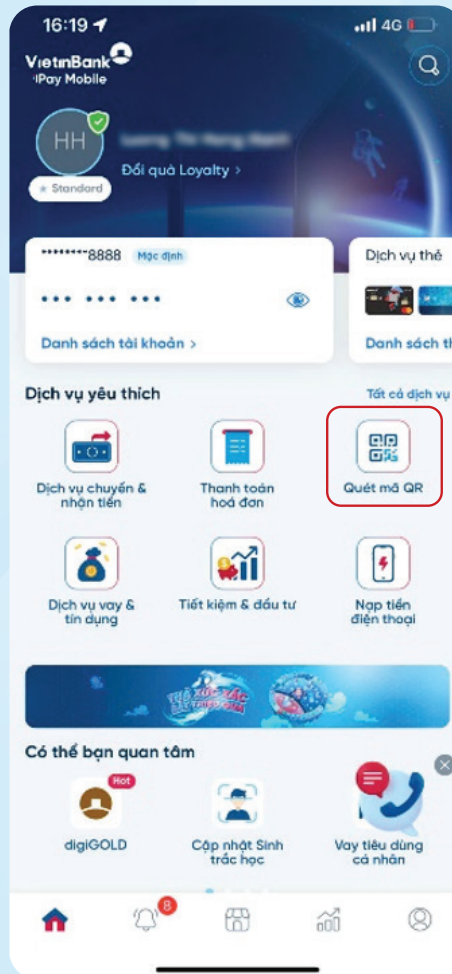 16:19
4G
VietinBank
iPay Mobile
HH
Standard
Đổi quà Loyalty >
********8888 Mặc định
Dịch vụ thẻ
••• ••• •••
Danh sách tài khoản >
Danh sách th
Dịch vụ yêu thích
Tất cả dịch vụ
Dịch vụ chuyển &
nhận tiền
Thanh toán
hoá đơn
Quét mã QR
Dịch vụ vay &
tín dụng
Tiết kiệm & đầu tư
Nạp tiền
điện thoại
Có thể bạn quan tâm
Hot
digiGOLD
Cập nhật Sinh
trắc học
Vay tiêu dùng
cá nhân
8